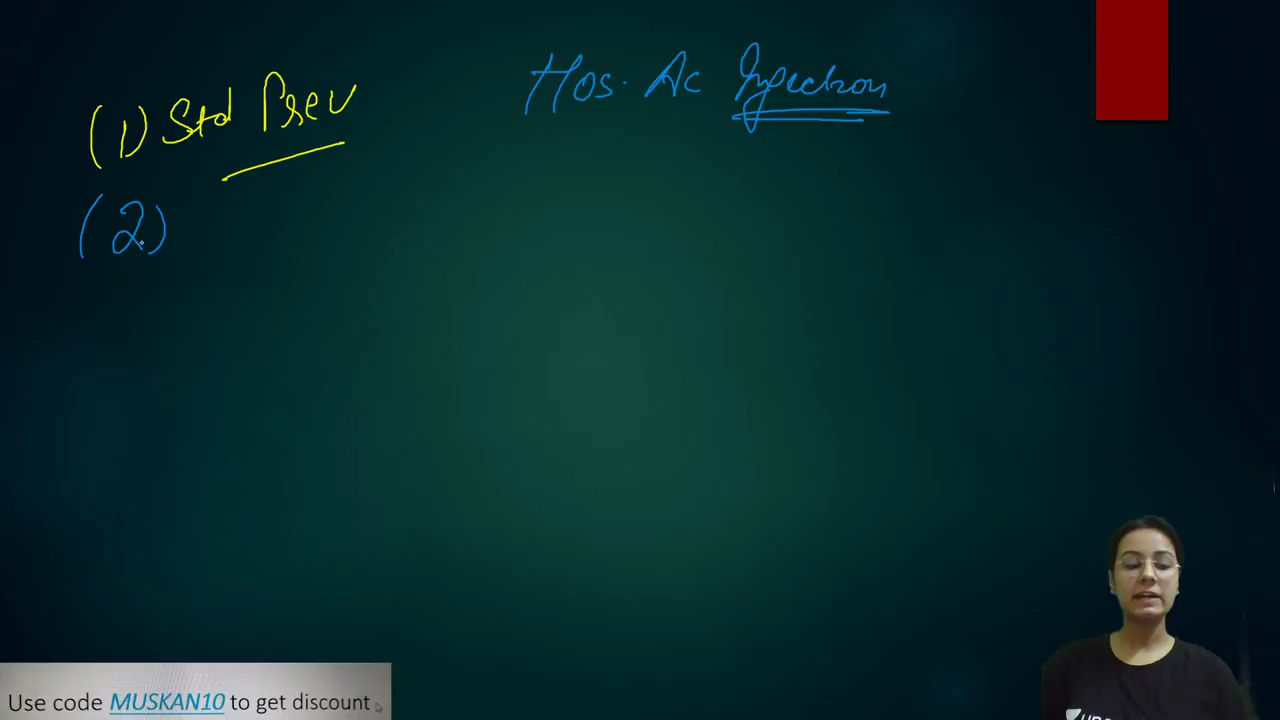 Hos. Ac Infection
(1) Std Prev
(2)
Use code MUSKAN10 to get discount